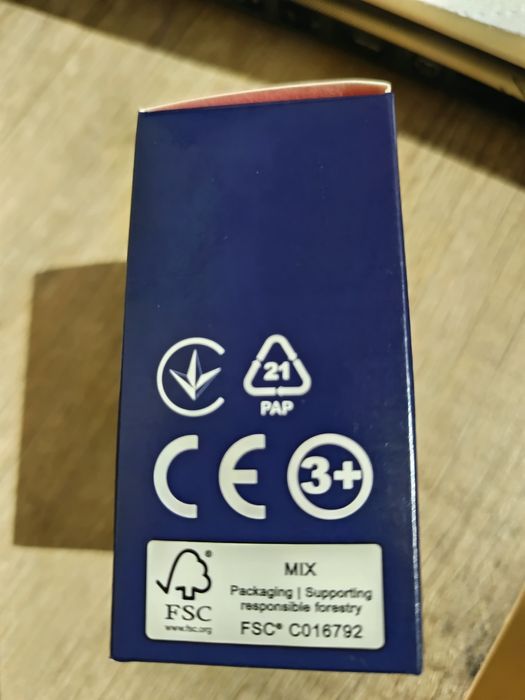 21
PAP
CE
3+
FSC®
www.fsc.org
MIX
Packaging | Supporting
responsible forestry
FSC® C016792